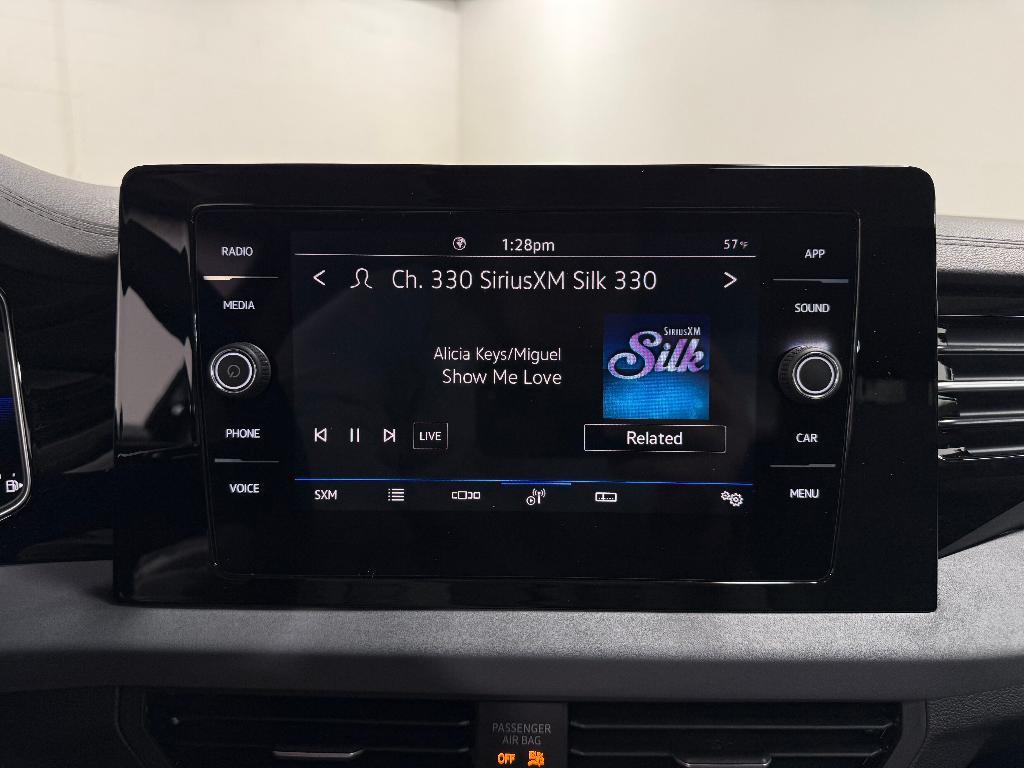 1:28pm
57°F
RADIO
MEDIA
PHONE
VOICE
Ch. 330 SiriusXM Silk 330
Alicia Keys/Miguel
Show Me Love
SIRIUSXM
Silk
LIVE
Related
SXM
APP
SOUND
CAR
MENU
PASSENGER
AIR BAG
OFF